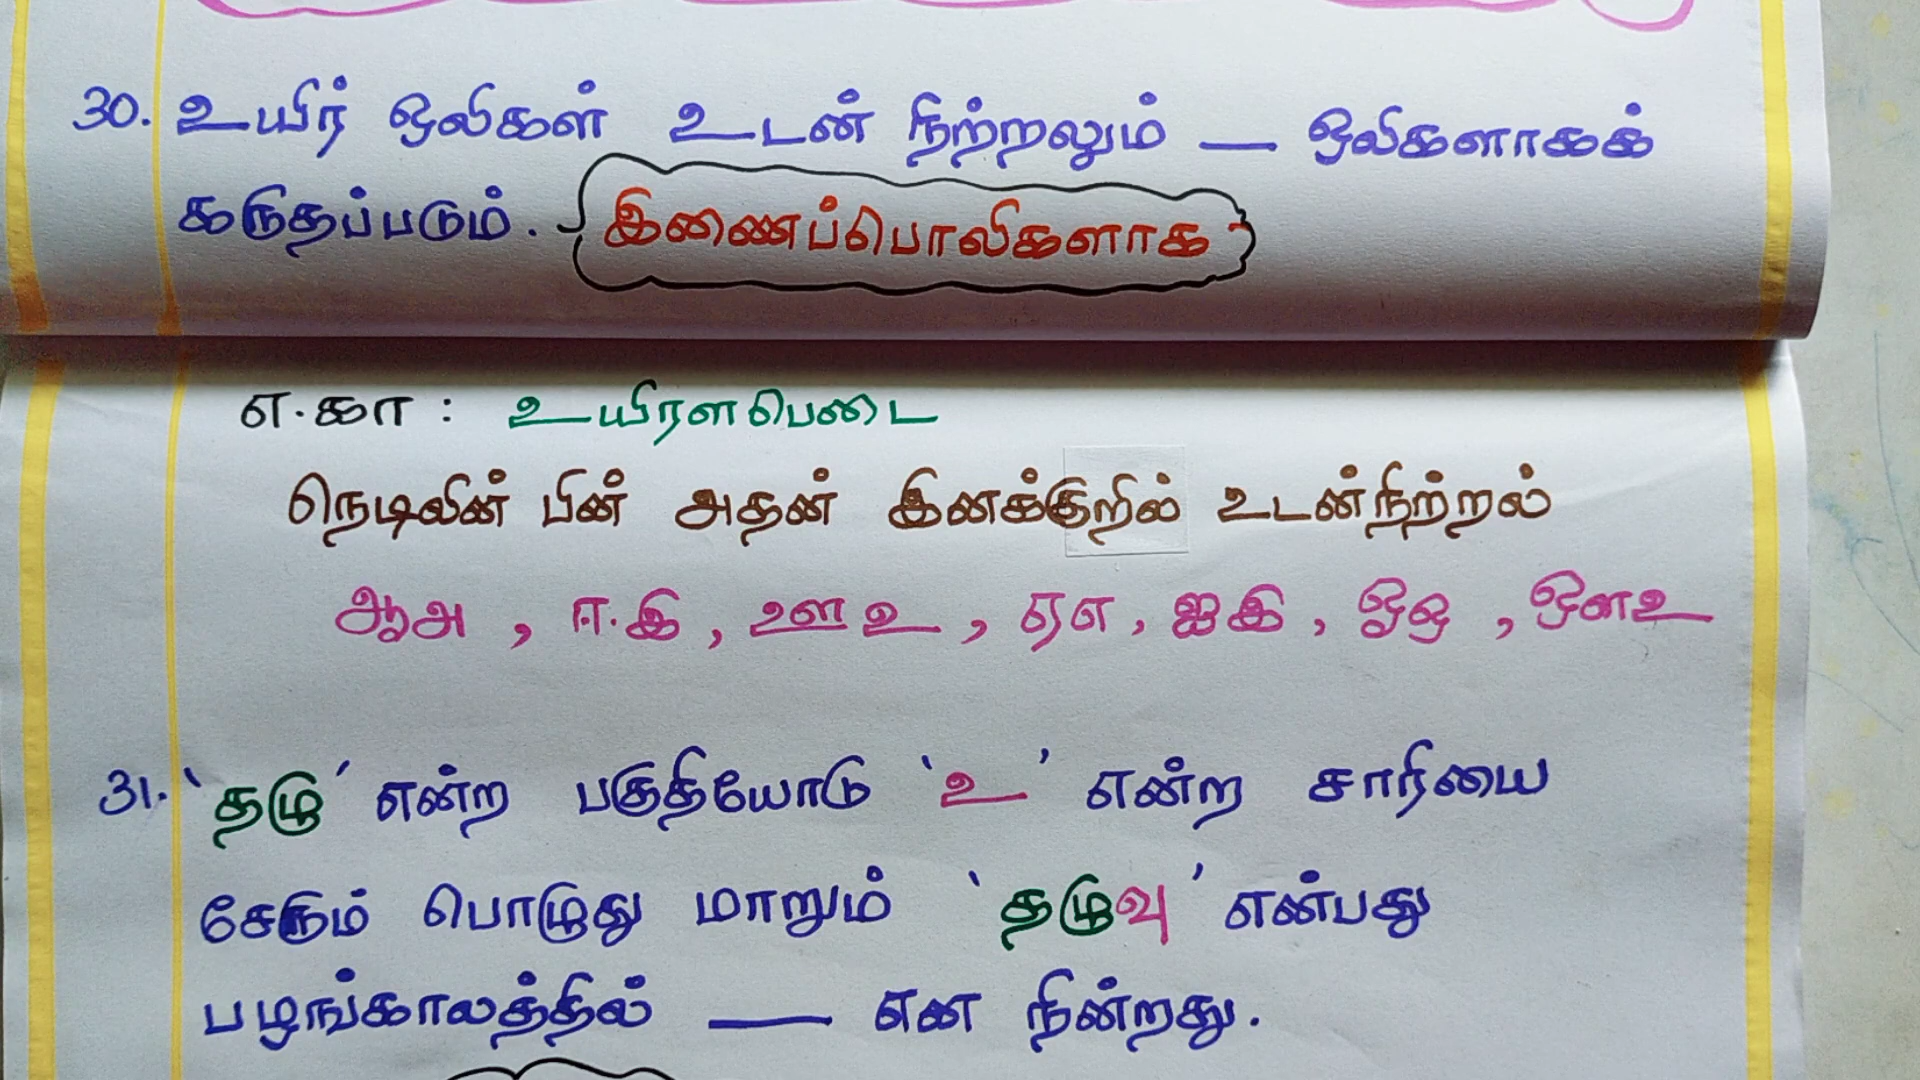 30. உயிர் ஒலிகள் உடன் நிற்றலும் — ஒலிகளாகக்
கருதப்படும். - இணைப்பொலிகளாக
எ.கா : உயிரளபெடை
நெடிலின் பின் அதன் இனக்குறில் உடன்நிற்றல்
ஆஅ , ஈ.இ , ஊஉ , ஏஎ , ஐஇ , ஓஒ , ஔஉ
31. 'தழு' என்ற பகுதியோடு 'உ' என்ற சாரியை
சேரும் பொழுது மாறும் 'தழுவு' என்பது
பழங்காலத்தில் —— என நின்றது.